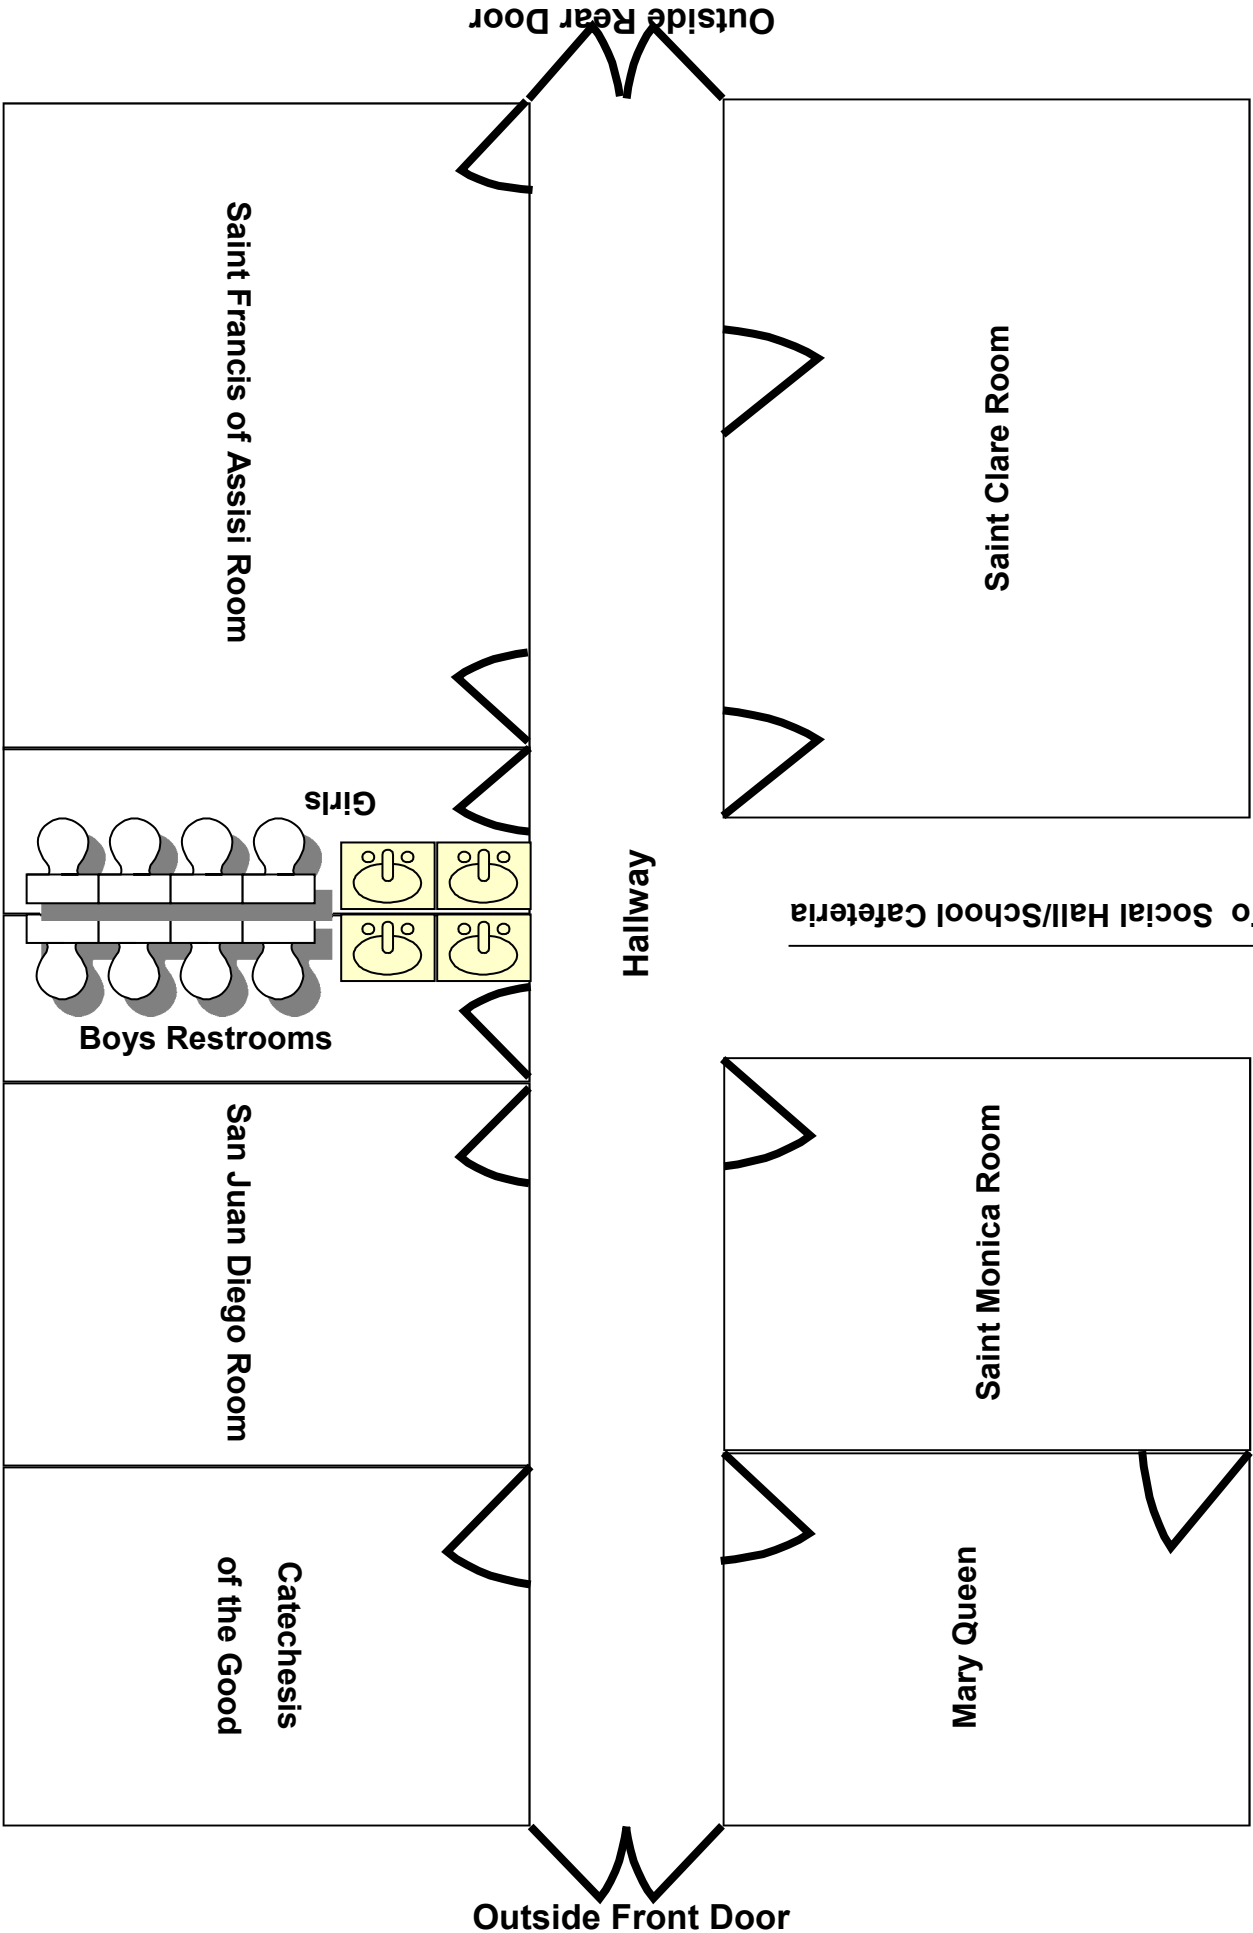 Outside Rear Door
Saint Francis of Assisi Room
Saint Clare Room
Girls
Hallway
o Social Hall/School Cafeteria
Boys Restrooms
San Juan Diego Room
Saint Monica Room
Catechesis
of the Good
Mary Queen
Outside Front Door